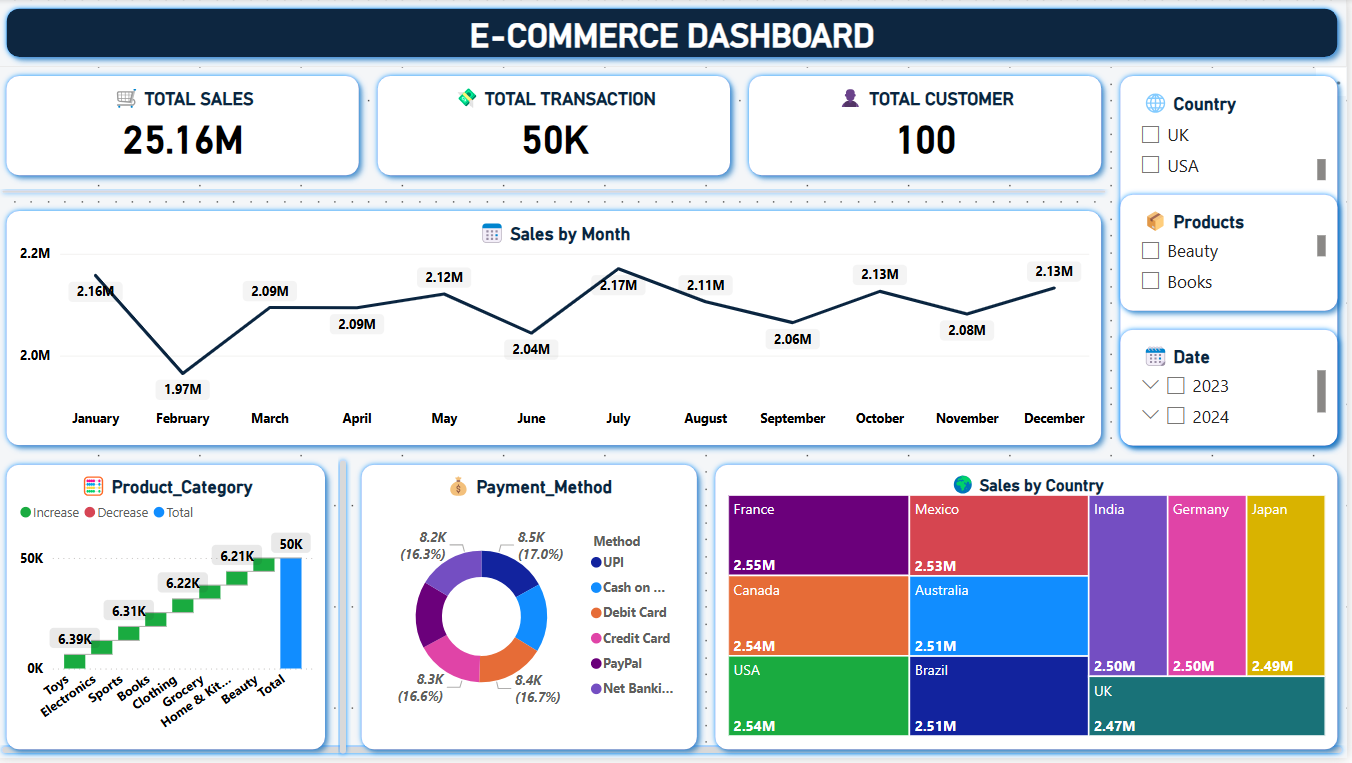 E-COMMERCE DASHBOARD
TOTAL SALES
25.16M
TOTAL TRANSACTION
50K
TOTAL CUSTOMER
100
Country
UK
USA
Products
Beauty
Books
Date
2023
2024
Sales by Month
2.2M
2.0M
2.16M
1.97M
2.09M
2.09M
2.12M
2.04M
2.17M
2.11M
2.06M
2.13M
2.08M
2.13M
January February March April May June July August September October November December
Product_Category
Increase Decrease Total
50K
0K
6.39K
6.31K
6.22K
6.21K
50K
Toys
Electronics
Sports
Books
Clothing
Grocery
Home & Kit...
Beauty
Total
Payment_Method
8.2K
(16.3%)
8.5K
(17.0%)
8.3K
(16.6%)
8.4K
(16.7%)
Method
UPI
Cash on ...
Debit Card
Credit Card
PayPal
Net Banki...
Sales by Country
France
2.55M
Canada
2.54M
USA
2.54M
Mexico
2.53M
Australia
2.51M
Brazil
2.51M
India
2.50M
Germany
2.50M
Japan
2.49M
UK
2.47M